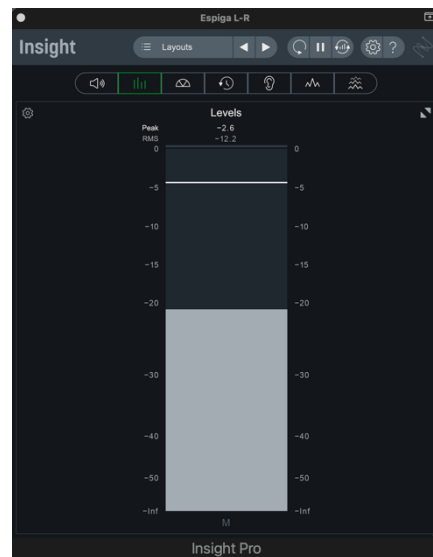 Espiga L-R
Insight
Layouts
?
Levels
Peak -2.6
RMS -12.2
0 0
-5 -5
-10 -10
-15 -15
-20 -20
-30 -30
-40 -40
-50 -50
-Inf -Inf
M
Insight Pro